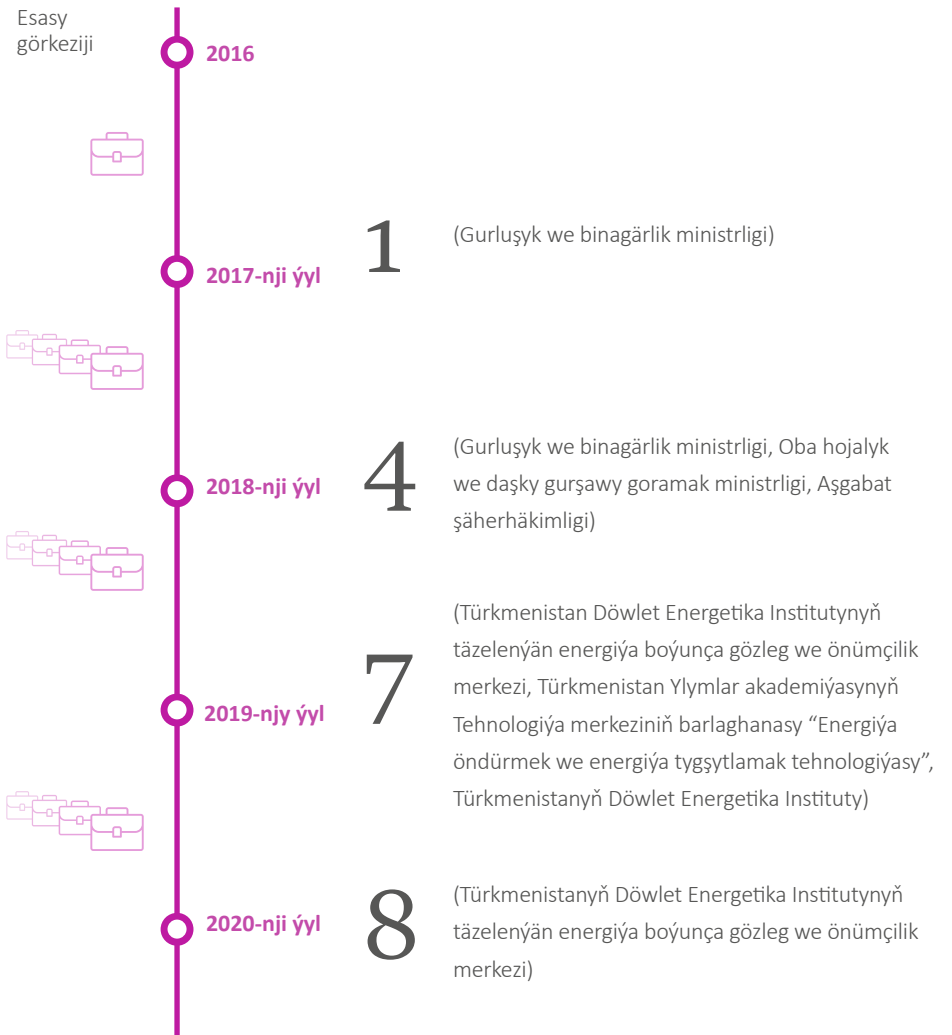 Esasy
görkeziji
2016
1
(Gurluşyk we binagärlik ministrligi)
2017-nji ýyl
4
(Gurluşyk we binagärlik ministrligi, Oba hojalyk
we daşky gurşawy goramak ministrligi, Aşgabat
şäherhäkimligi)
2018-nji ýyl
7
(Türkmenistan Döwlet Energetika Institutynyň
täzelenýän energiýa boýunça gözleg we önümçilik
merkezi, Türkmenistan Ylymlar akademiýasynyň
Tehnologiýa merkeziniň barlaghanasy “Energiýa
öndürmek we energiýa tygşytlamak tehnologiýasy”,
Türkmenistanyň Döwlet Energetika Instituty)
2019-njy ýyl
8
(Türkmenistanyň Döwlet Energetika Institutynyň
täzelenýän energiýa boýunça gözleg we önümçilik
merkezi)
2020-nji ýyl